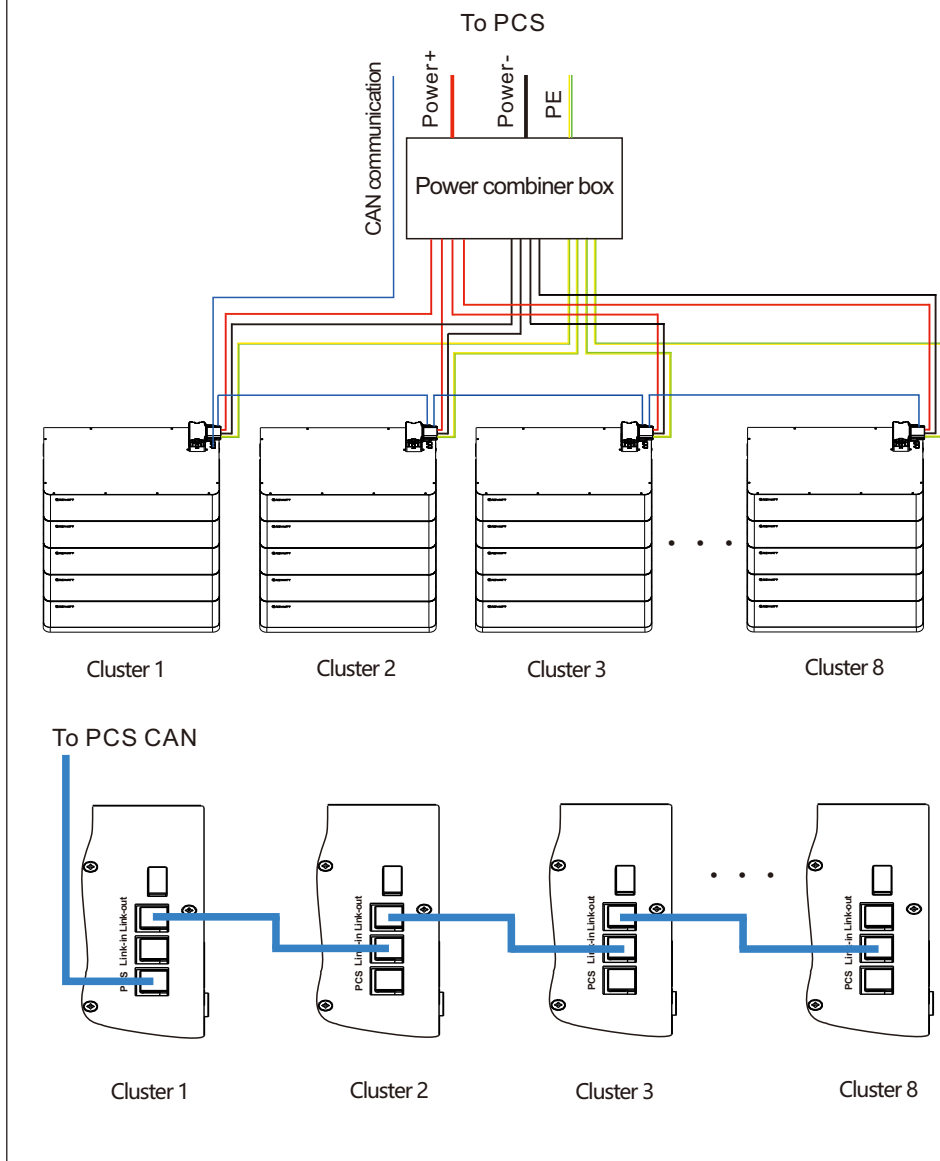 To PCS
CAN communication
Power+
Power-
PE
Power combiner box
Cluster 1
Cluster 2
Cluster 3
. . .
Cluster 8
To PCS CAN
PCS Link-in Link-out
PCS Link-in Link-out
PCS Link-in Link-out
. . .
PCS Link-in Link-out
Cluster 1
Cluster 2
Cluster 3
Cluster 8